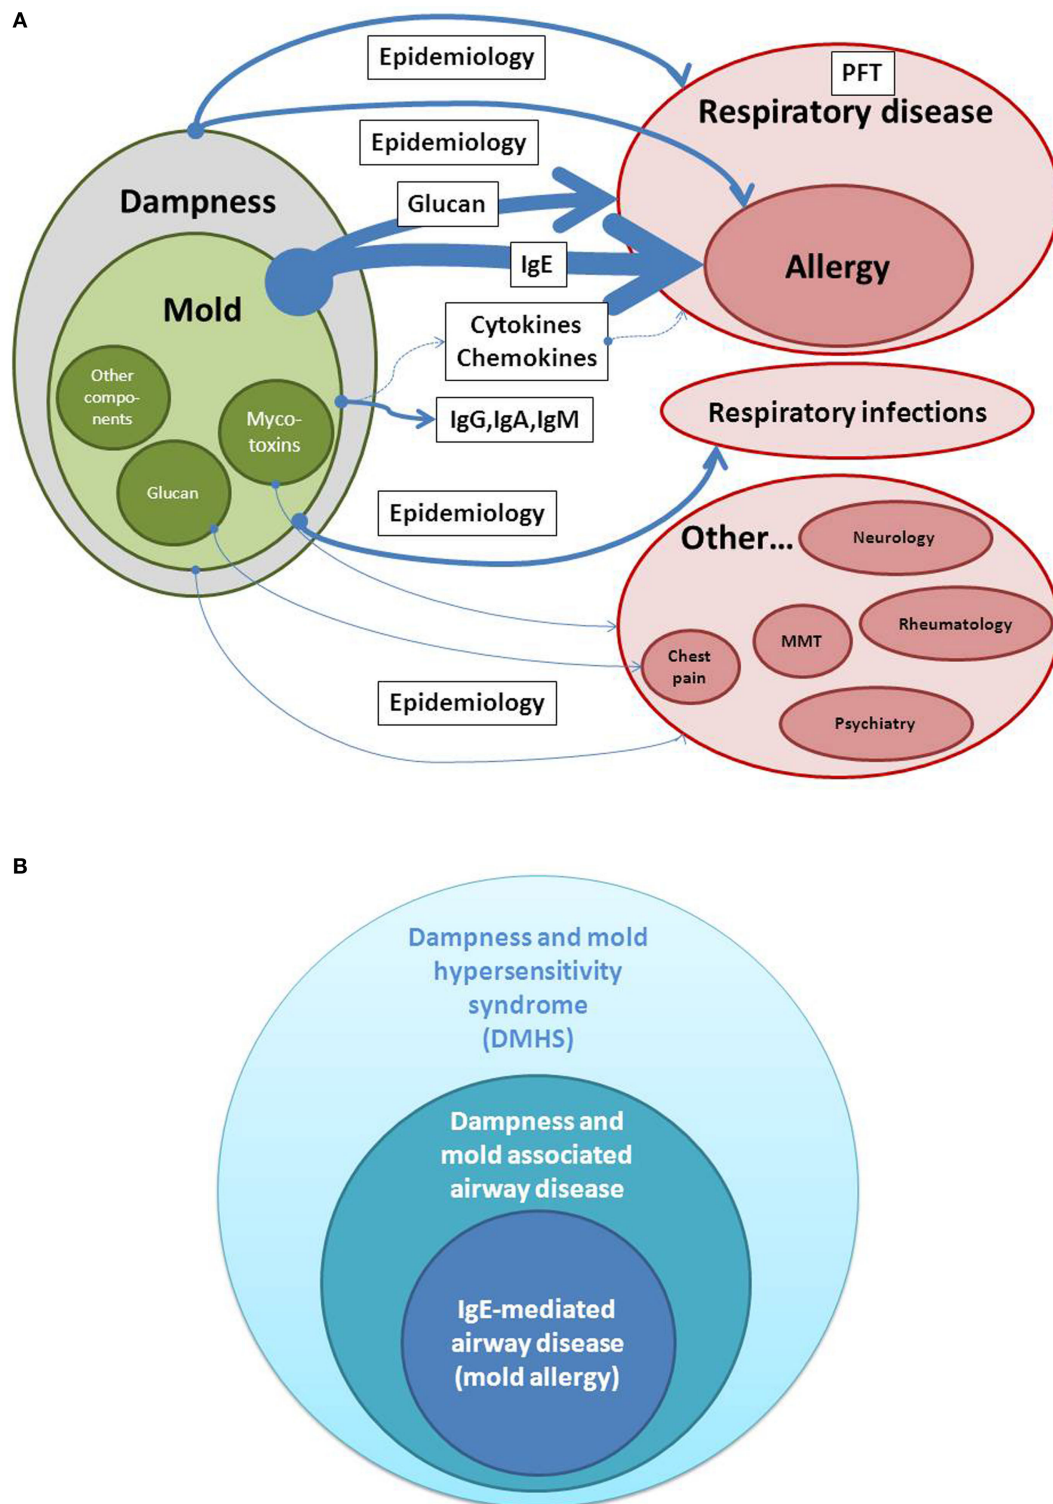 A
Epidemiology
PFT
Respiratory disease
Epidemiology
Dampness
Glucan
IgE
Allergy
Mold
Cytokines
Chemokines
Other
compo-
nents
Myco-
toxins
IgG,IgA,IgM
Respiratory infections
Glucan
Epidemiology
Other...
Neurology
Rheumatology
MMT
Chest
pain
Epidemiology
Psychiatry
B
Dampness and mold
hypersensitivity
syndrome
(DMHS)
Dampness and
mold associated
airway disease
IgE-mediated
airway disease
(mold allergy)